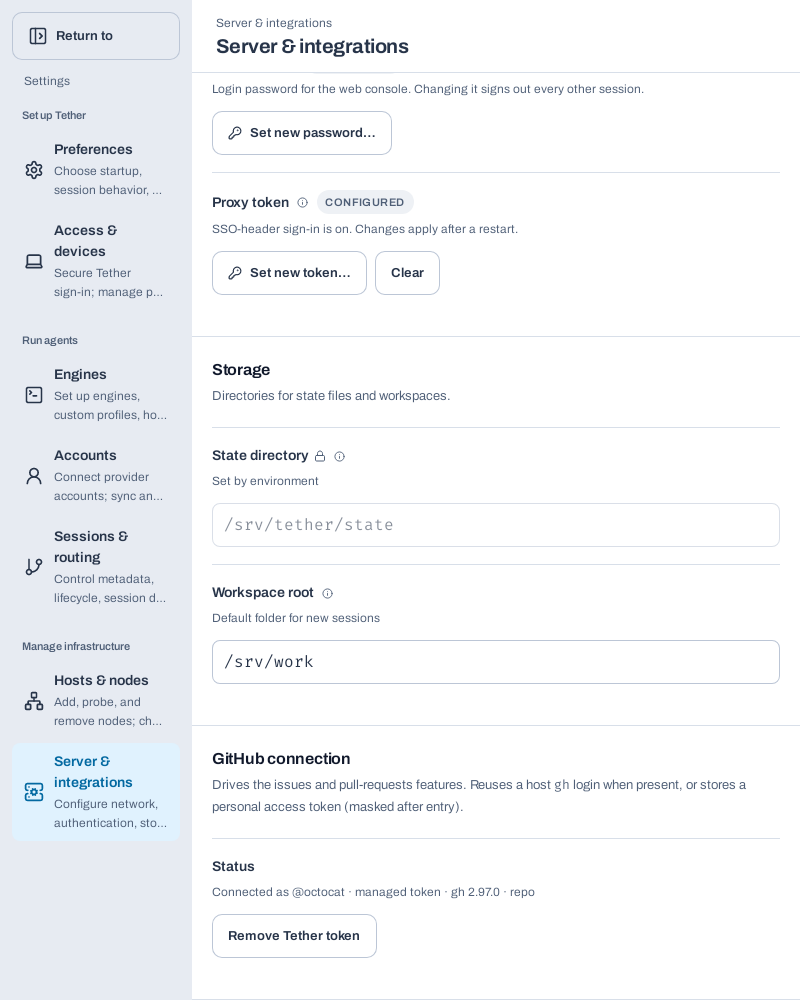 Return to
Settings
Set up Tether
Preferences
Choose startup,
session behavior, ...
Access &
devices
Secure Tether
sign-in; manage p...
Run agents
Engines
Set up engines,
custom profiles, ho...
Accounts
Connect provider
accounts; sync an...
Sessions &
routing
Control metadata,
lifecycle, session d...
Manage infrastructure
Hosts & nodes
Add, probe, and
remove nodes; ch...
Server &
integrations
Configure network,
authentication, sto...
Server & integrations
Server & integrations
Login password for the web console. Changing it signs out every other session.
Set new password...
Proxy token CONFIGURED
SSO-header sign-in is on. Changes apply after a restart.
Set new token... Clear
Storage
Directories for state files and workspaces.
State directory
Set by environment
/srv/tether/state
Workspace root
Default folder for new sessions
/srv/work
GitHub connection
Drives the issues and pull-requests features. Reuses a host gh login when present, or stores a
personal access token (masked after entry).
Status
Connected as @octocat · managed token · gh 2.97.0 · repo
Remove Tether token